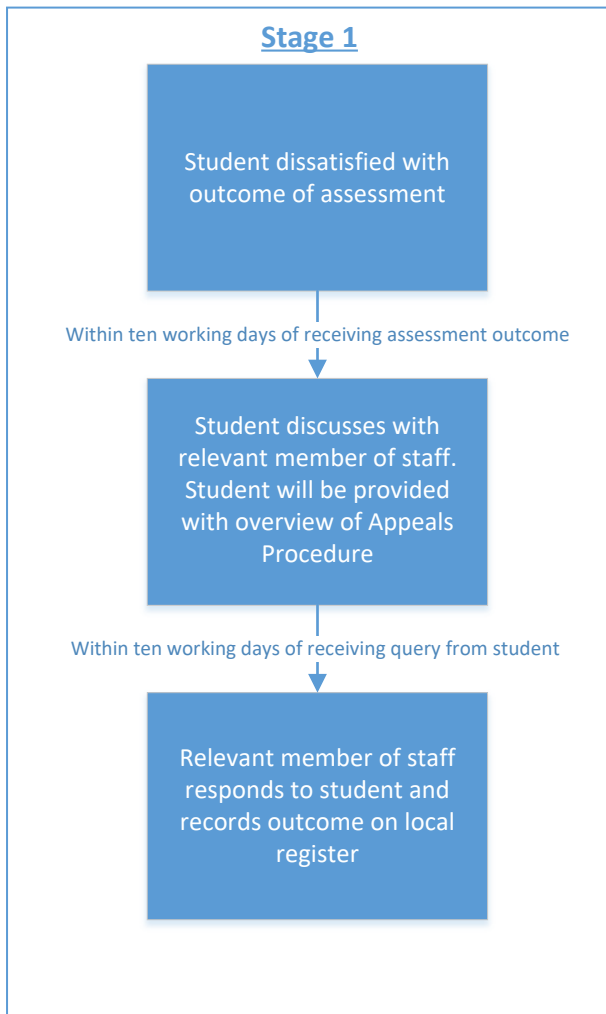 Stage 1
Student dissatisfied with
outcome of assessment
Within ten working days of receiving assessment outcome
Student discusses with
relevant member of staff.
Student will be provided
with overview of Appeals
Procedure
Within ten working days of receiving query from student
Relevant member of staff
responds to student and
records outcome on local
register